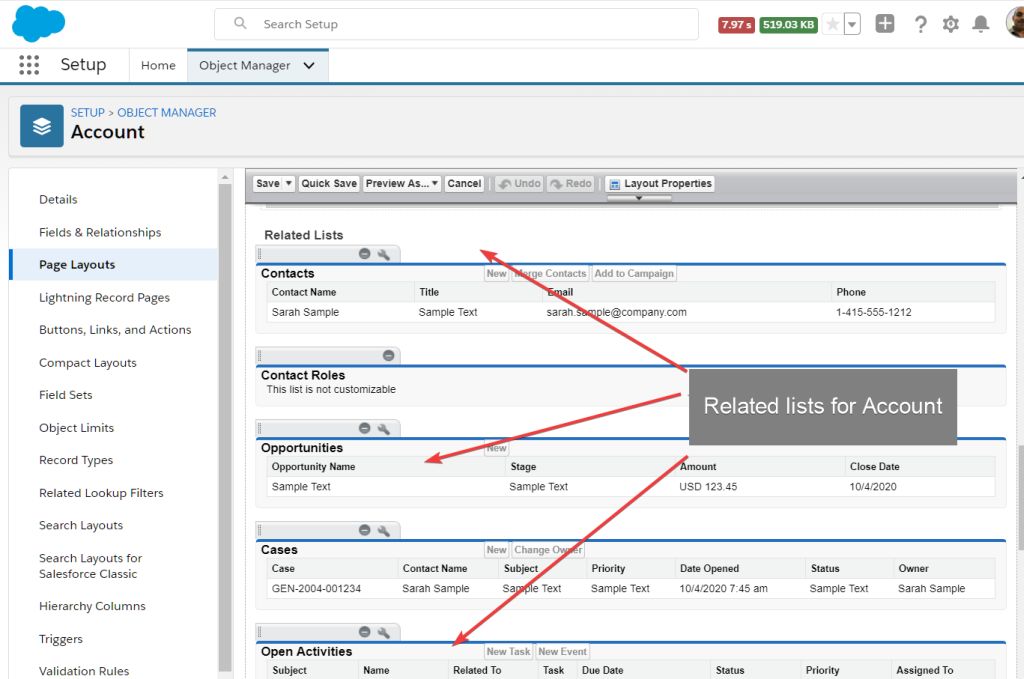 Search Setup
7.97 s
519.03 KB
Setup
Home
Object Manager
SETUP > OBJECT MANAGER
Account
Details
Fields & Relationships
Page Layouts
Lightning Record Pages
Buttons, Links, and Actions
Compact Layouts
Field Sets
Object Limits
Record Types
Related Lookup Filters
Search Layouts
Search Layouts for
Salesforce Classic
Hierarchy Columns
Triggers
Validation Rules
Save Quick Save Preview As... Cancel Undo Redo Layout Properties
Related Lists
Contacts New Merge Contacts Add to Campaign
Contact Name Title Email Phone
Sarah Sample Sample Text sarah.sample@company.com 1-415-555-1212
Contact Roles
This list is not customizable
Related lists for Account
Opportunities New
Opportunity Name Stage Amount Close Date
Sample Text Sample Text USD 123.45 10/4/2020
Cases New Change Owner
Case Contact Name Subject Priority Date Opened Status Owner
GEN-2004-001234 Sarah Sample Sample Text Sample Text 10/4/2020 7:45 am Sample Text Sarah Sample
Open Activities New Task New Event
Subject Name Related To Task Due Date Status Priority Assigned To